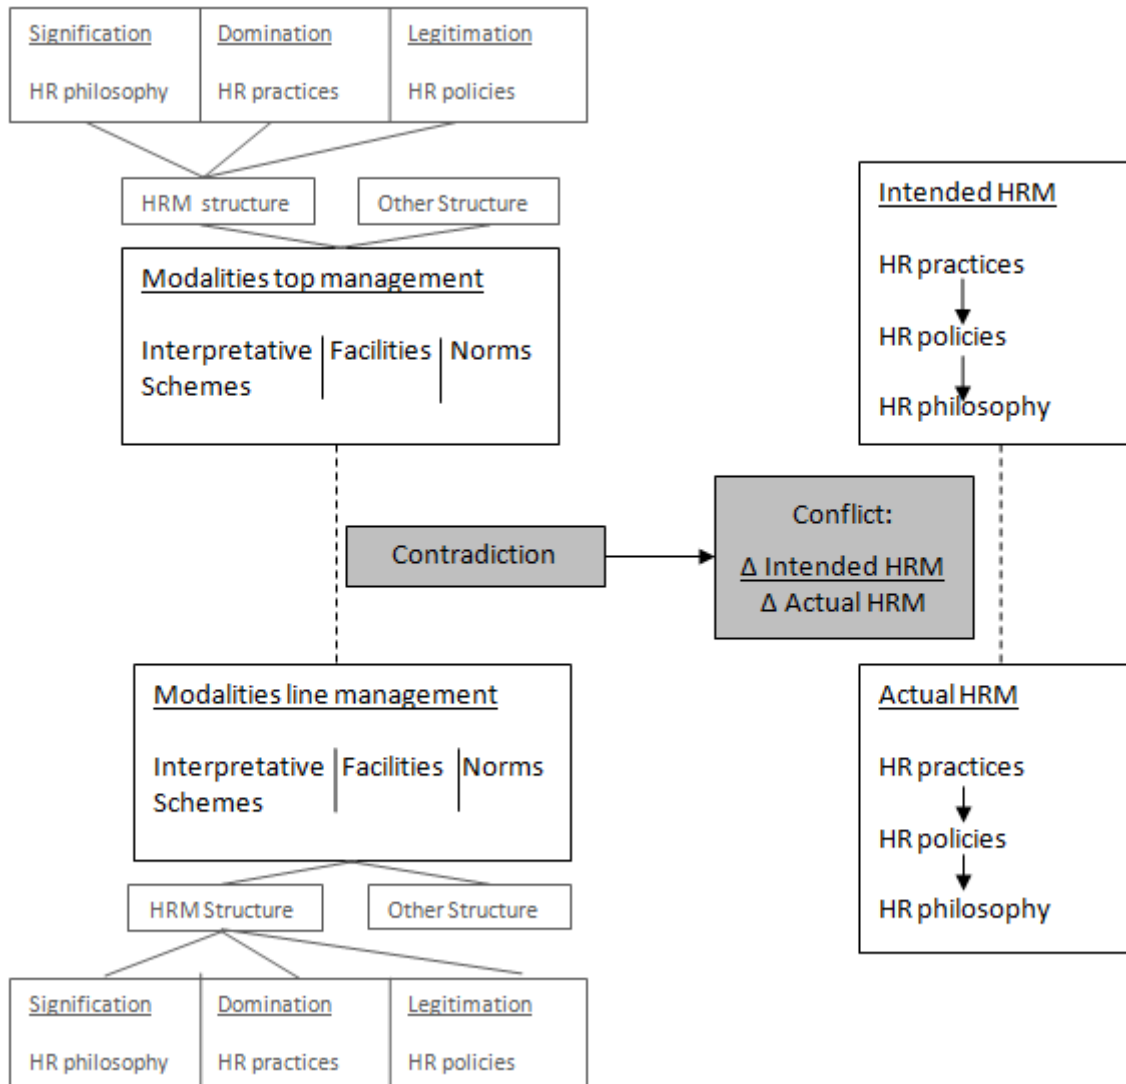 Signification
Domination
Legitimation
HR philosophy
HR practices
HR policies
HRM structure
Other Structure
Modalities top management
Interpretative
Schemes
Facilities
Norms
Intended HRM
HR practices
HR policies
HR philosophy
Contradiction
Conflict:
Δ Intended HRM
Δ Actual HRM
Modalities line management
Interpretative
Schemes
Facilities
Norms
HRM Structure
Other Structure
Signification
Domination
Legitimation
HR philosophy
HR practices
HR policies
Actual HRM
HR practices
HR policies
HR philosophy